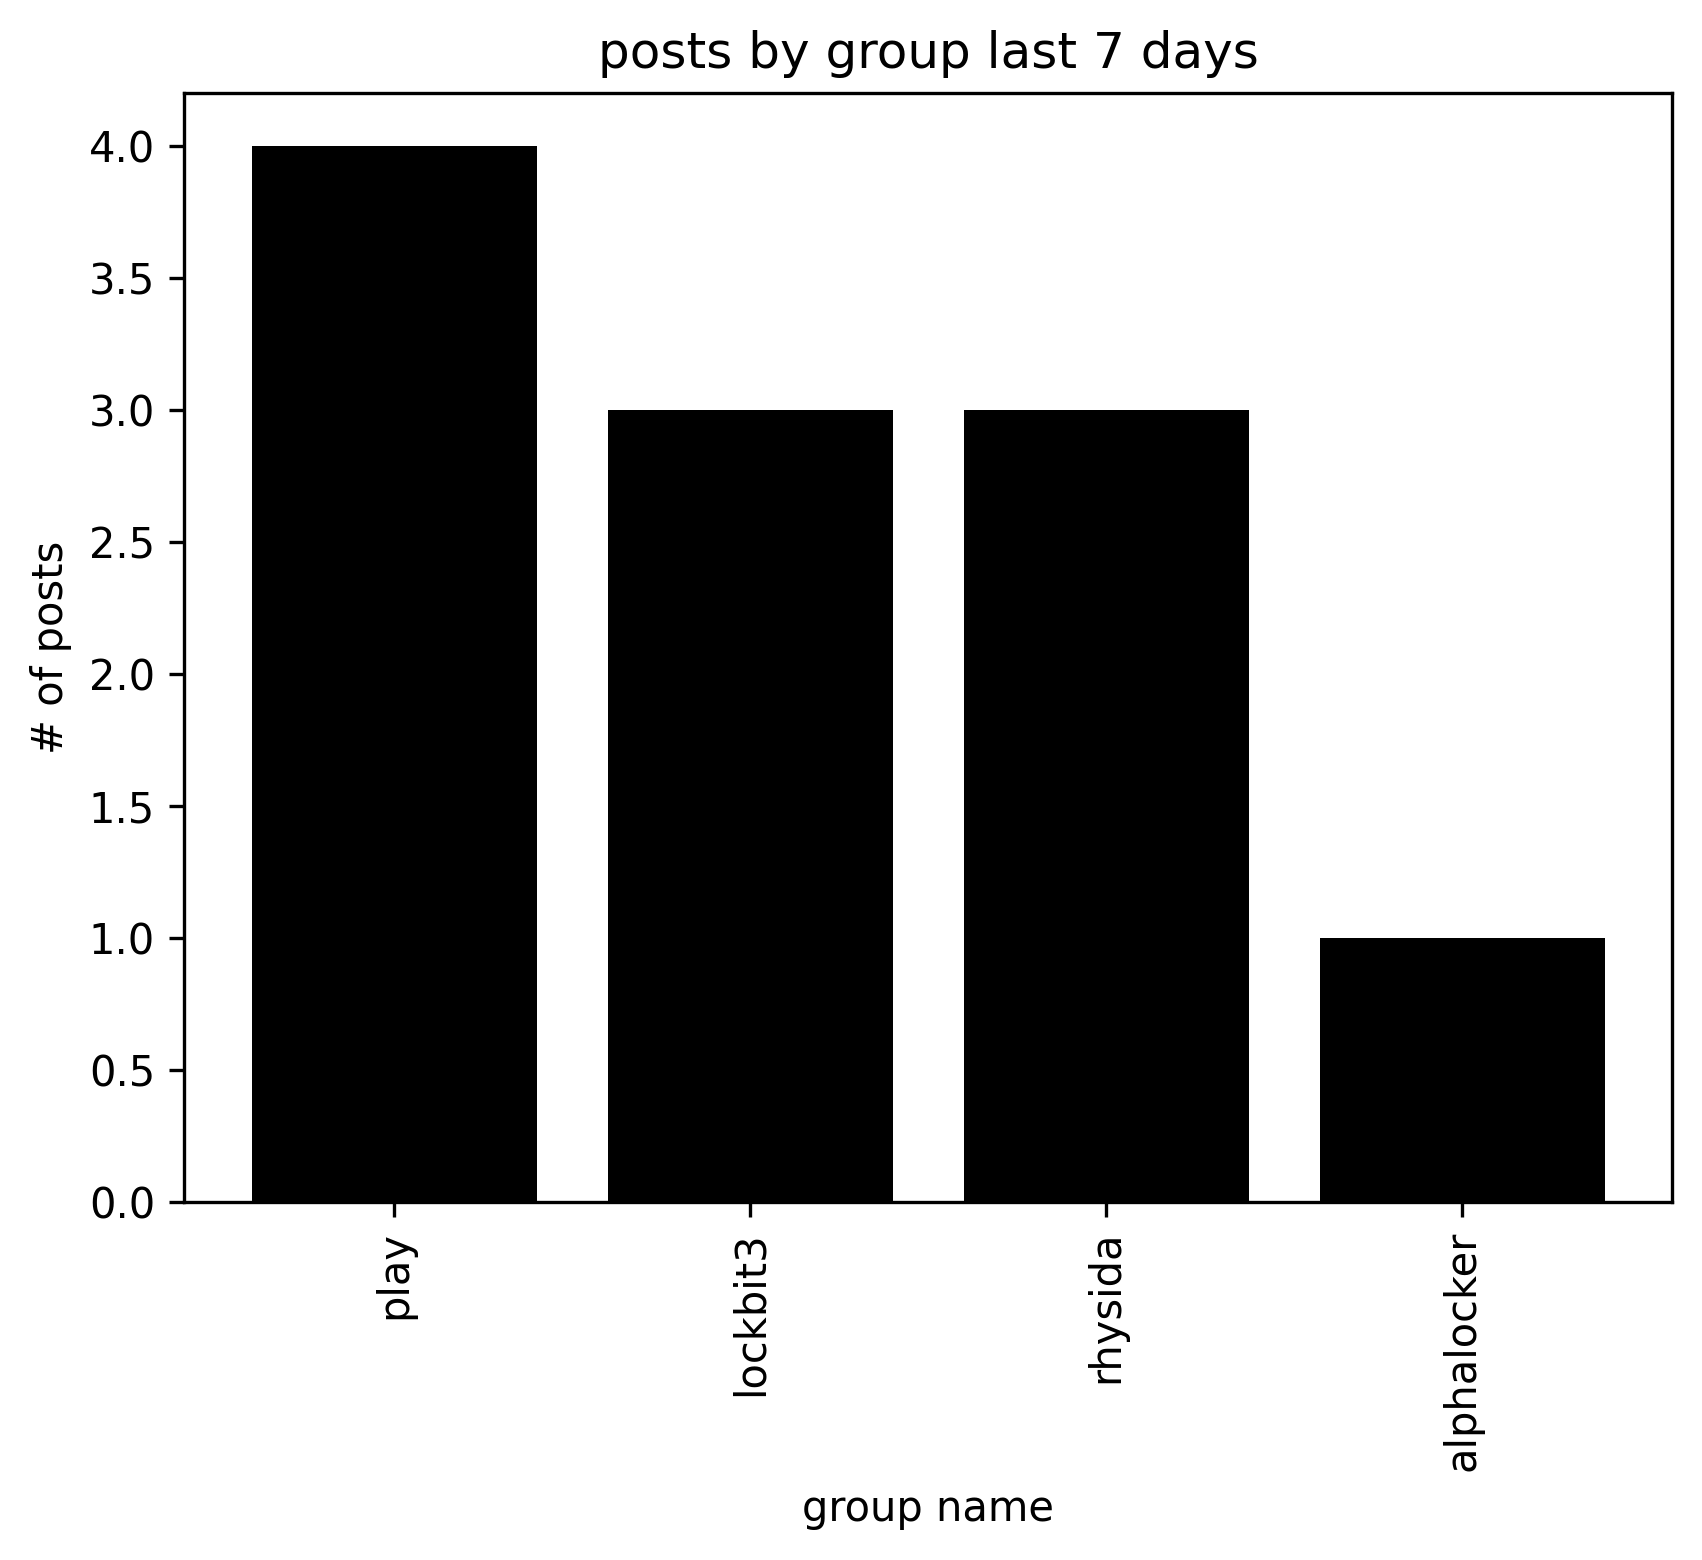 posts by group last 7 days
4.0
3.5
3.0
2.5
2.0
1.5
1.0
0.5
0.0
# of posts
play
lockbit3
rhysida
alphalocker
group name